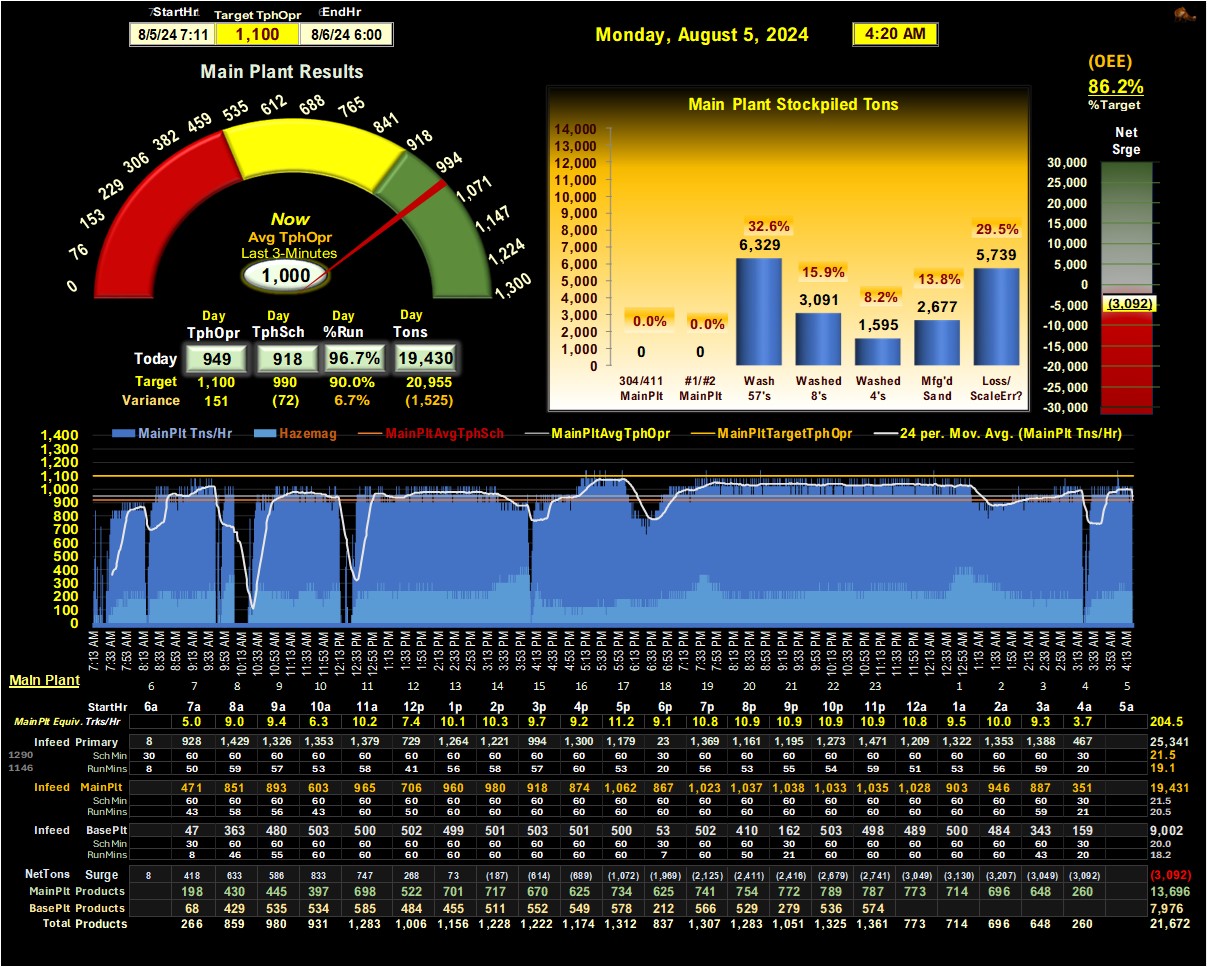 StartHr Target TphOpr EndHr
8/5/24 7:11 1,100 8/6/24 6:00
Monday, August 5, 2024 4:20 AM
(OEE)
86.2%
%Target
Main Plant Results
0 76 153 229 306 382 459 535 612 688 765 841 918 994 1,071 1,147 1,224 1,300
Now
Avg TphOpr
Last 3-Minutes
1,000
Day Day Day Day
TphOpr TphSch %Run Tons
Today 949 918 96.7% 19,430
Target 1,100 990 90.0% 20,955
Variance 151 (72) 6.7% (1,525)
Main Plant Stockpiled Tons
14,000
13,000
12,000
11,000
10,000
9,000
8,000
7,000
6,000
5,000
4,000
3,000
2,000
1,000
0
0.0% 0.0% 32.6% 15.9% 8.2% 13.8% 29.5%
0 0 6,329 3,091 1,595 2,677 5,739
304/411 #1/#2 Wash Washed Washed Mfg'd Loss/
MainPlt MainPlt 57's 8's 4's Sand ScaleErr?
Net
Srge
30,000
25,000
20,000
15,000
10,000
5,000
0
-5,000
-10,000
-15,000
-20,000
-25,000
-30,000
(3,092)
MainPlt Tns/Hr Hazemag MainPltAvgTphSch MainPltAvgTphOpr MainPltTargetTphOpr 24 per. Mov. Avg. (MainPlt Tns/Hr)
1,400
1,300
1,200
1,100
1,000
900
800
700
600
500
400
300
200
100
0
7:13 AM 7:33 AM 7:53 AM 8:13 AM 8:53 AM 9:13 AM 9:33 AM 9:53 AM 10:13 AM 10:33 AM 10:53 AM 11:13 AM 11:33 AM 11:53 AM 12:13 PM 12:33 PM 12:53 PM 1:13 PM 1:33 PM 1:53 PM 2:13 PM 2:33 PM 2:53 PM 3:13 PM 3:33 PM 3:53 PM 4:13 PM 4:33 PM 4:53 PM 5:13 PM 5:33 PM 5:53 PM 6:13 PM 6:33 PM 6:53 PM 7:13 PM 7:33 PM 7:53 PM 8:13 PM 8:33 PM 8:53 PM 9:13 PM 9:33 PM 9:53 PM 10:13 PM 10:33 PM 10:53 PM 11:13 PM 11:33 PM 11:53 PM 12:13 AM 12:33 AM 12:53 AM 1:13 AM 1:33 AM 1:53 AM 2:13 AM 2:33 AM 2:53 AM 3:13 AM 3:33 AM 3:53 AM 4:13 AM
Main Plant
6 7 8 9 10 11 12 13 14 15 16 17 18 19 20 21 22 23 1 2 3 4 5
StartHr 6a 7a 8a 9a 10a 11a 12p 1p 2p 3p 4p 5p 6p 7p 8p 9p 10p 11p 12a 1a 2a 3a 4a 5a
MainPlt Equiv. Trks/Hr 5.0 9.0 9.4 6.3 10.2 7.4 10.1 10.3 9.7 9.2 11.2 9.1 10.8 10.9 10.9 10.9 10.9 10.8 9.5 10.0 9.3 3.7 204.5
Infeed Primary 8 928 1,429 1,326 1,353 1,379 729 1,264 1,221 994 1,300 1,179 23 1,369 1,161 1,195 1,273 1,471 1,209 1,322 1,353 1,388 467 25,341
1290 Sch Min 30 60 60 60 60 60 60 60 60 60 60 60 30 60 60 60 60 60 60 60 60 60 30 21.5
1146 RunMins 8 50 59 57 53 58 41 56 58 57 60 53 20 56 53 55 54 59 51 53 56 59 20 19.1
Infeed MainPlt 471 851 893 603 965 706 960 980 918 874 1,062 867 1,023 1,037 1,038 1,033 1,035 1,028 903 946 887 351 19,431
Sch Min 60 60 60 60 60 60 60 60 60 60 60 60 60 60 60 60 60 60 60 60 60 30 21.5
RunMins 43 58 58 43 60 50 60 60 60 60 60 60 60 60 60 60 60 60 60 60 59 21 20.5
Infeed BasePlt 47 363 480 503 500 502 499 501 503 501 500 53 502 410 162 503 498 489 500 484 343 159 9,002
Sch Min 30 60 60 60 60 60 60 60 60 60 60 30 60 60 30 60 60 60 60 60 60 30 20.0
RunMins 8 46 55 60 60 60 60 60 60 60 60 7 60 50 21 60 60 60 60 60 43 20 18.2
NetTons Surge 8 418 633 586 833 747 268 73 (187) (614) (689) (1,072) (1,969) (2,125) (2,411) (2,416) (2,679) (2,741) (3,049) (3,130) (3,207) (3,049) (3,092) (3,092)
MainPlt Products 198 430 445 397 698 522 701 717 670 625 734 625 741 754 772 789 787 773 714 696 648 260 13,696
BasePlt Products 68 429 535 534 585 484 455 511 552 549 578 212 566 529 279 536 574 7,976
Total Products 266 859 980 931 1,283 1,006 1,156 1,228 1,222 1,174 1,312 837 1,307 1,283 1,051 1,325 1,361 773 714 696 648 260 21,672